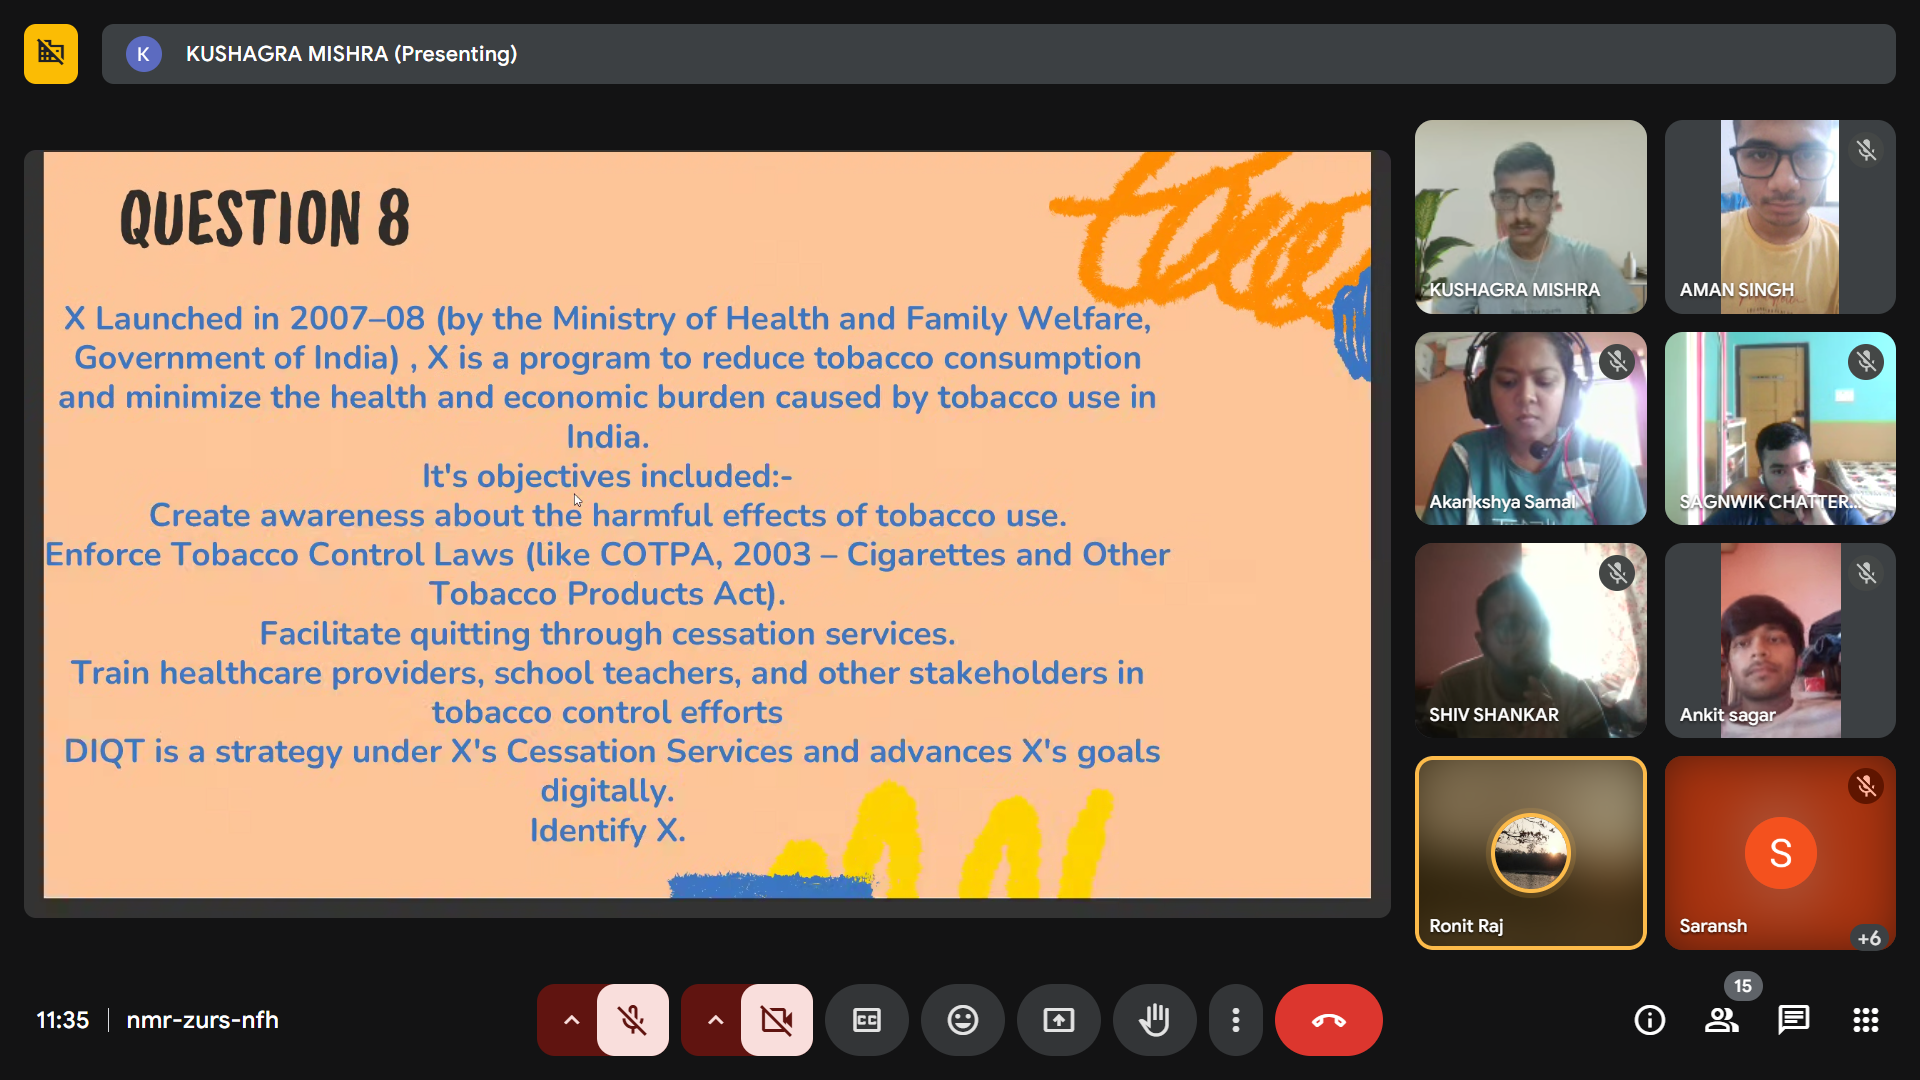 K
KUSHAGRA MISHRA (Presenting)
QUESTION 8
X Launched in 2007–08 (by the Ministry of Health and Family Welfare,
Government of India) , X is a program to reduce tobacco consumption
and minimize the health and economic burden caused by tobacco use in
India.
It's objectives included:-
Create awareness about the harmful effects of tobacco use.
Enforce Tobacco Control Laws (like COTPA, 2003 – Cigarettes and Other
Tobacco Products Act).
Facilitate quitting through cessation services.
Train healthcare providers, school teachers, and other stakeholders in
tobacco control efforts
DIQT is a strategy under X's Cessation Services and advances X's goals
digitally.
Identify X.
KUSHAGRA MISHRA
AMAN SINGH
Akankshya Samal
SAGNWIK CHATTER...
SHIV SHANKAR
Ankit sagar
Ronit Raj
S
Saransh
+6
11:35
nmr-zurs-nfh
CC
15